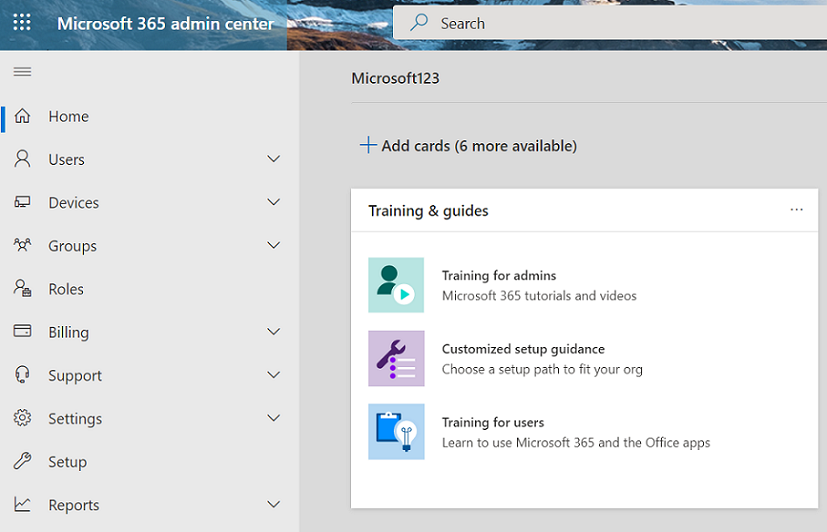 Microsoft 365 admin center
Search
Home
Users
Devices
Groups
Roles
Billing
Support
Settings
Setup
Reports
Microsoft123
Add cards (6 more available)
Training & guides
Training for admins
Microsoft 365 tutorials and videos
Customized setup guidance
Choose a setup path to fit your org
Training for users
Learn to use Microsoft 365 and the Office apps